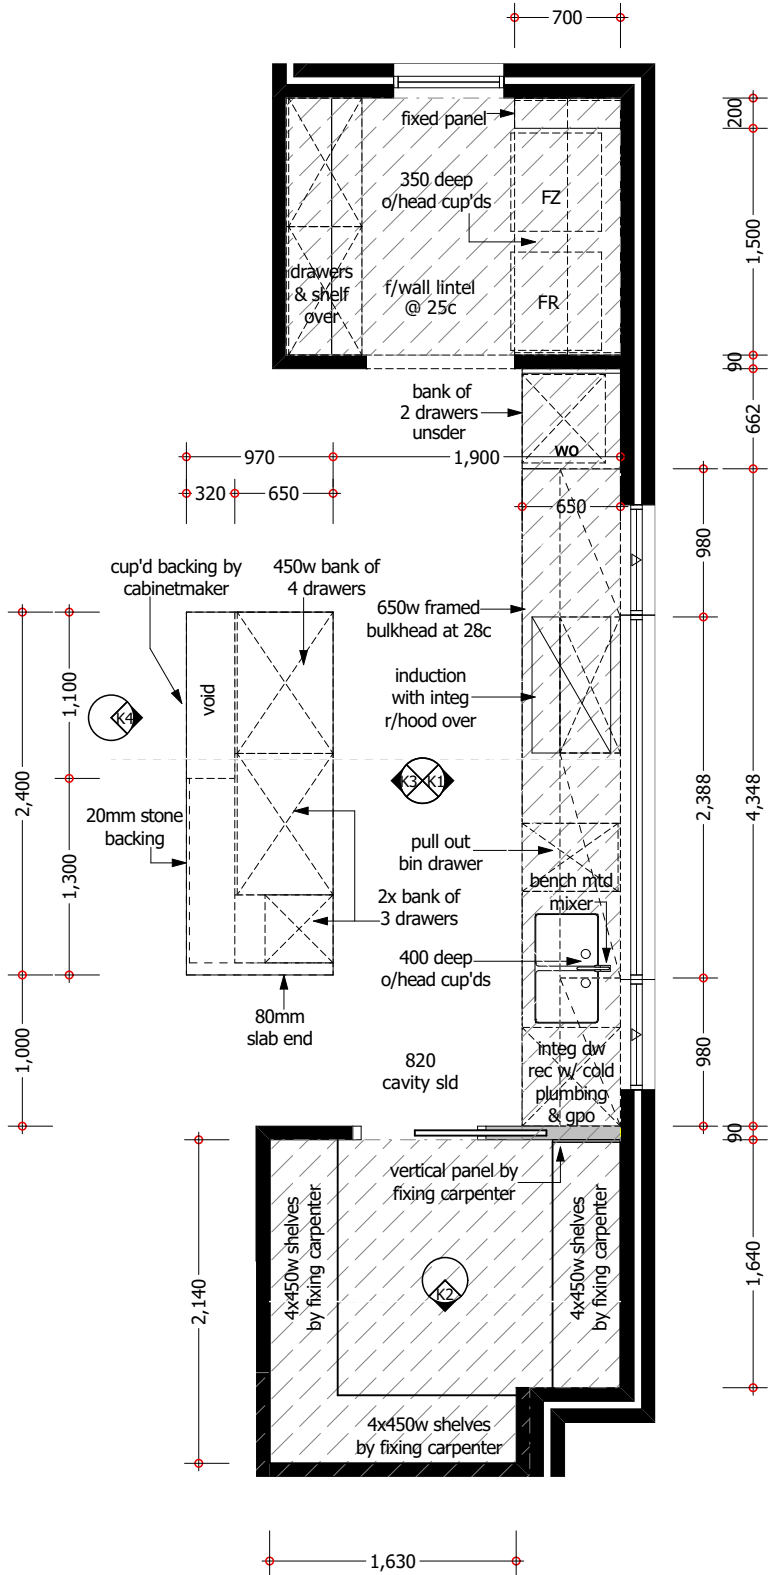 700
fixed panel
200
350 deep
o/head cup'ds
FZ
1,500
drawers
& shelf
over
f/wall lintel
@ 25c
FR
90
bank of
2 drawers
unsder
662
wo
970
1,900
320
650
650
980
cup'd backing by
cabinetmaker
450w bank of
4 drawers
650w framed
bulkhead at 28c
1,100
void
induction
with integ
r/hood over
K4
K3
K1
2,400
2,388
4,348
20mm stone
backing
pull out
bin drawer
1,300
bench mtd
mixer
2x bank of
3 drawers
400 deep
o/head cup'ds
80mm
slab end
1,000
820
cavity sld
integ dw
rec w/ cold
plumbing
& gpo
980
90
vertical panel by
fixing carpenter
4x450w shelves
by fixing carpenter
4x450w shelves
by fixing carpenter
K2
2,140
1,640
4x450w shelves
by fixing carpenter
1,630